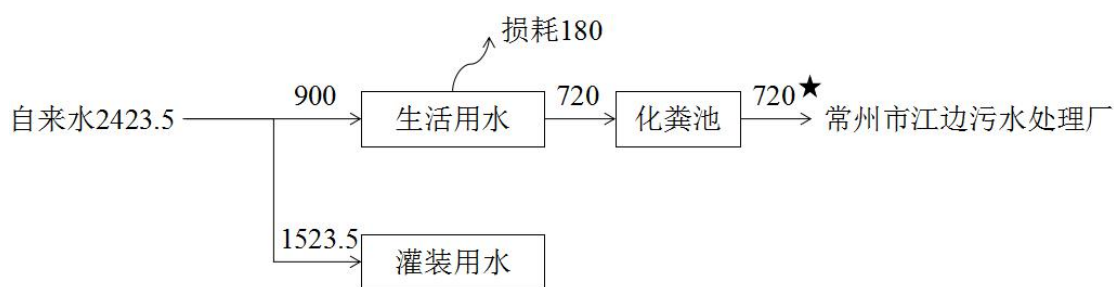 损耗180
自来水2423.5
900
生活用水
720
化粪池
720★
常州市江边污水处理厂
1523.5
灌装用水